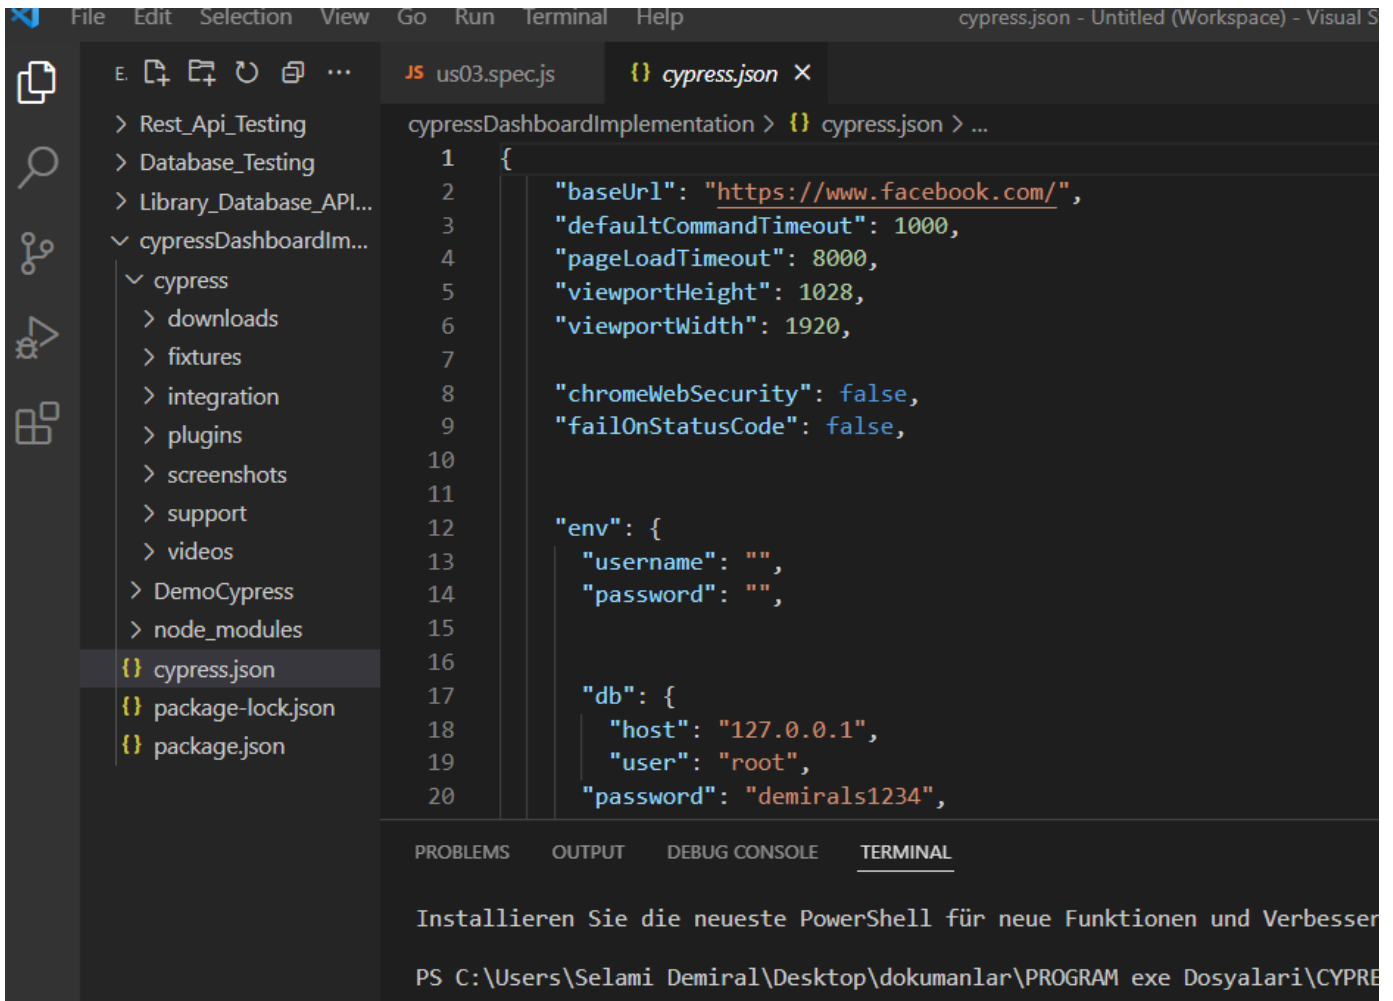 File Edit Selection View Go Run Terminal Help
cypress.json - Untitled (Workspace) - Visual S
E.
JS us03.spec.js
{} cypress.json ×
Rest_Api_Testing
Database_Testing
Library_Database_API...
cypressDashboardIm...
cypress
downloads
fixtures
integration
plugins
screenshots
support
videos
DemoCypress
node_modules
{} cypress.json
{} package-lock.json
{} package.json
cypressDashboardImplementation > {} cypress.json > ...
1 {
2 "baseUrl": "https://www.facebook.com/",
3 "defaultCommandTimeout": 1000,
4 "pageLoadTimeout": 8000,
5 "viewportHeight": 1028,
6 "viewportWidth": 1920,
7
8 "chromeWebSecurity": false,
9 "failOnStatusCode": false,
10
11
12 "env": {
13 "username": "",
14 "password": "",
15
16
17 "db": {
18 "host": "127.0.0.1",
19 "user": "root",
20 "password": "demirals1234",
PROBLEMS OUTPUT DEBUG CONSOLE TERMINAL
Installieren Sie die neueste PowerShell für neue Funktionen und Verbesser
PS C:\Users\Selami Demiral\Desktop\dokumanlar\PROGRAM exe Dosyalari\CYPRE